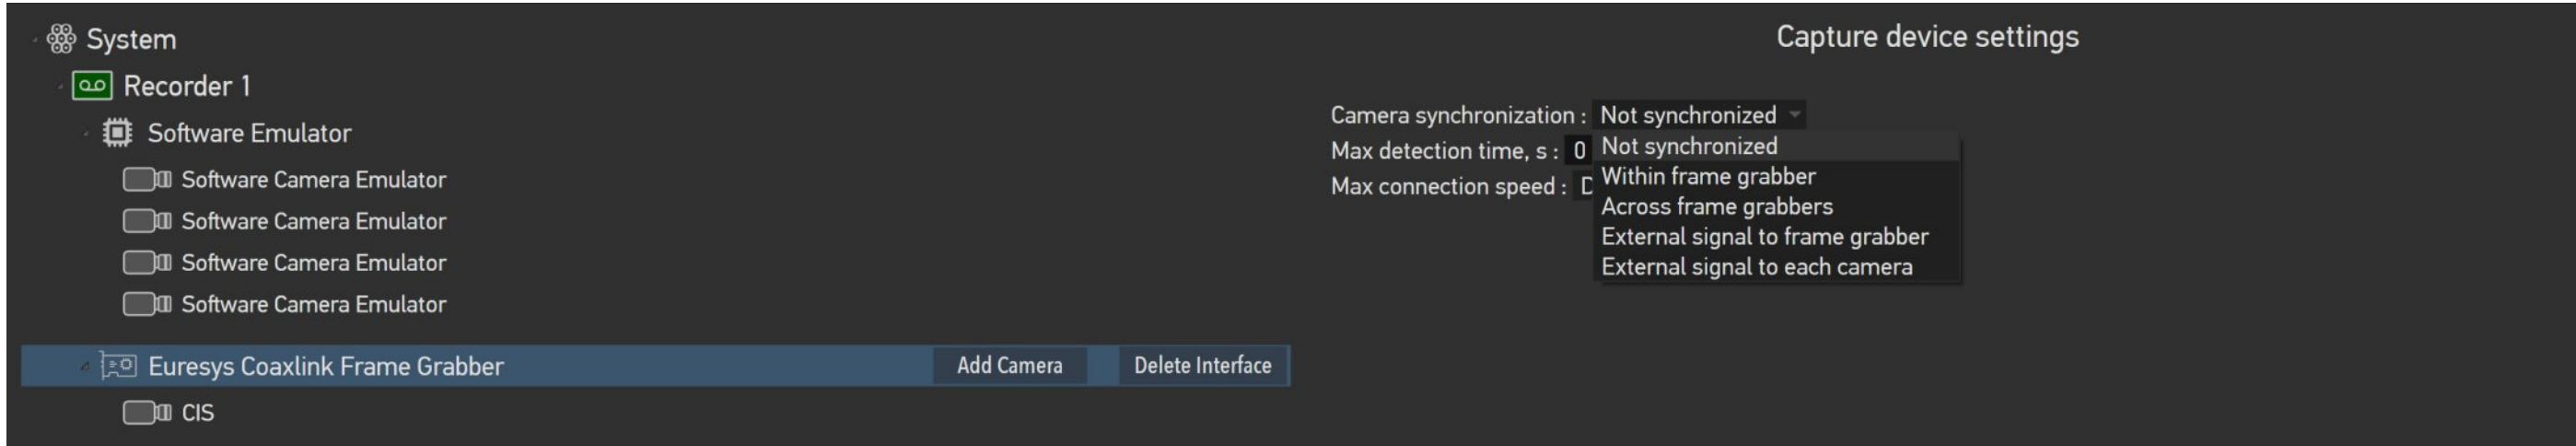 System
Recorder 1
Software Emulator
Software Camera Emulator
Software Camera Emulator
Software Camera Emulator
Software Camera Emulator
Euresys Coaxlink Frame Grabber Add Camera Delete Interface
CIS
Capture device settings
Camera synchronization : Not synchronized
Max detection time, s : 0
Max connection speed : D
Not synchronized
Within frame grabber
Across frame grabbers
External signal to frame grabber
External signal to each camera